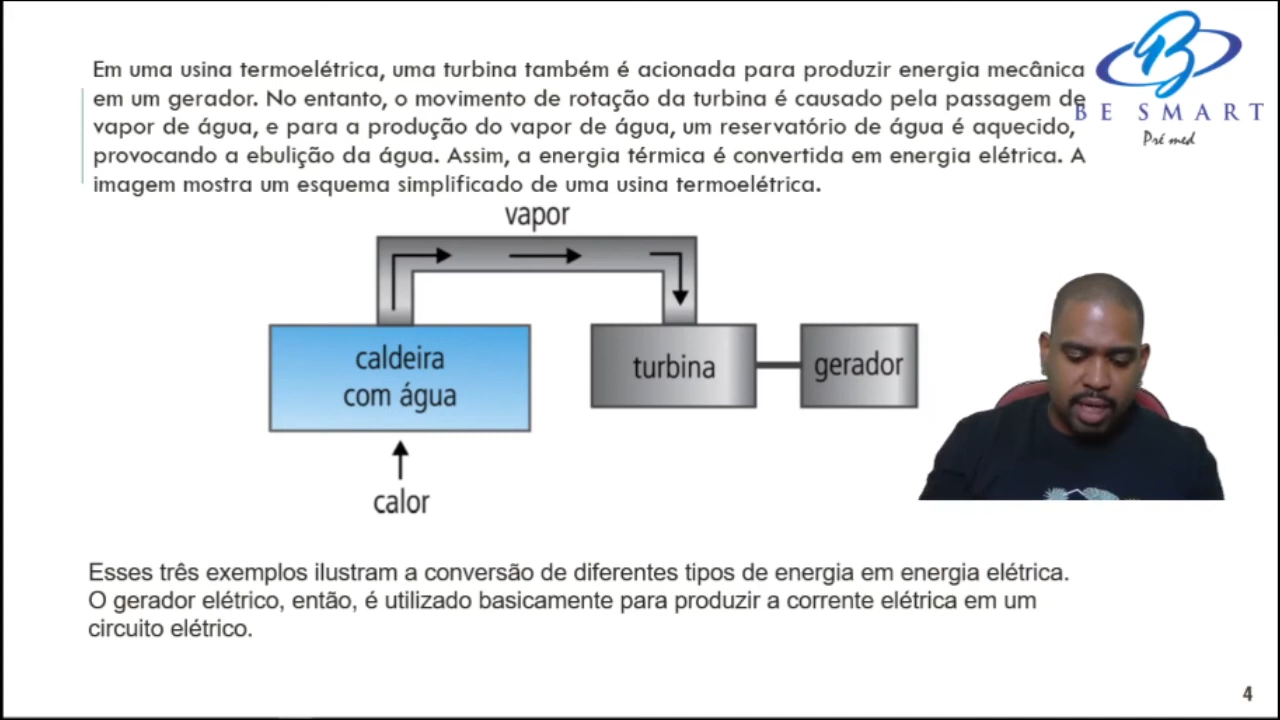 Em uma usina termoelétrica, uma turbina também é acionada para produzir energia mecânica
em um gerador. No entanto, o movimento de rotação da turbina é causado pela passagem de
vapor de água, e para a produção do vapor de água, um reservatório de água é aquecido,
provocando a ebulição da água. Assim, a energia térmica é convertida em energia elétrica. A
imagem mostra um esquema simplificado de uma usina termoelétrica.
BE SMART
Pré med
vapor
caldeira
com água
turbina
gerador
calor
Esses três exemplos ilustram a conversão de diferentes tipos de energia em energia elétrica.
O gerador elétrico, então, é utilizado basicamente para produzir a corrente elétrica em um
circuito elétrico.
4